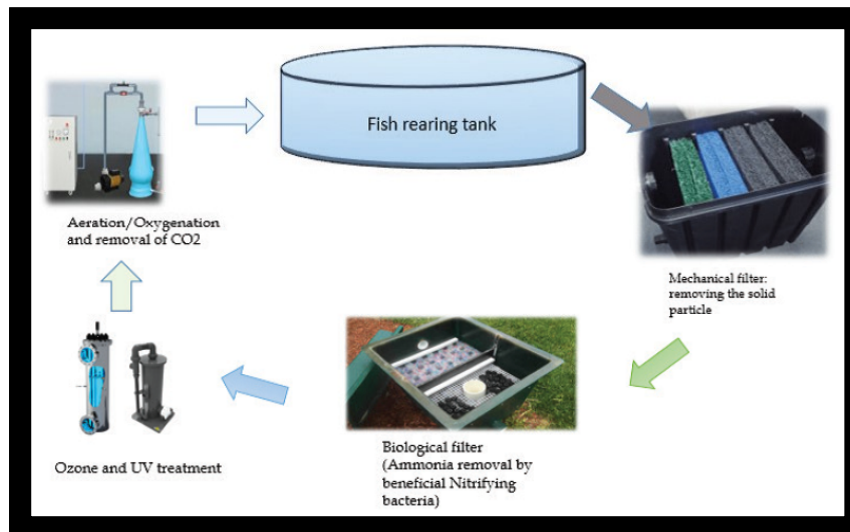 Fish rearing tank
Aeration/Oxygenation
and removal of CO2
Mechanical filter:
removing the solid
particle
Biological filter
(Ammonia removal by
beneficial Nitrifying
bacteria)
Ozone and UV treatment